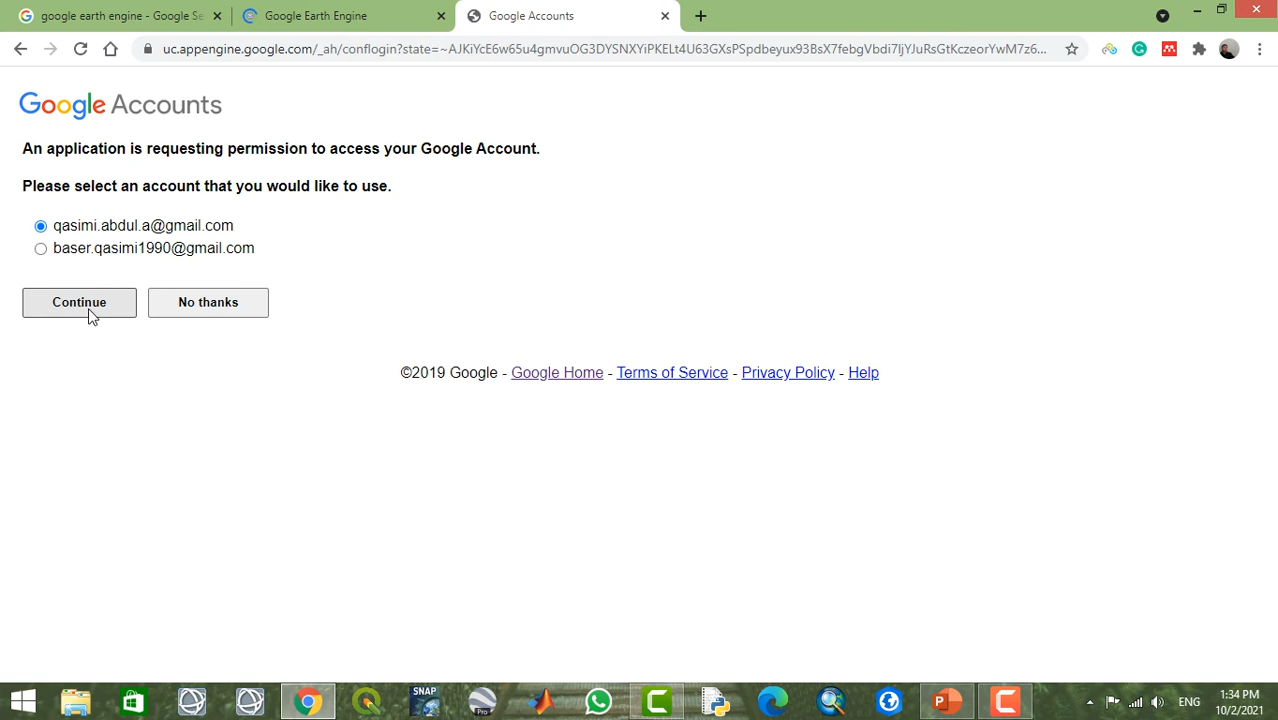 google earth engine - Google Se
Google Earth Engine
Google Accounts
uc.appengine.google.com/_ah/conflogin?state=~AJKiYcE6w65u4gmvuOG3DYSNXYiPKELt4U63GXsPSpdbeyux93BsX7febgVbdi7ljYJuRsGtKczeorYwM7z6...
Google Accounts
An application is requesting permission to access your Google Account.
Please select an account that you would like to use.
qasimi.abdul.a@gmail.com
baser.qasimi1990@gmail.com
Continue No thanks
©2019 Google - Google Home - Terms of Service - Privacy Policy - Help
SNAP
Pro
ENG
1:34 PM
10/2/2021